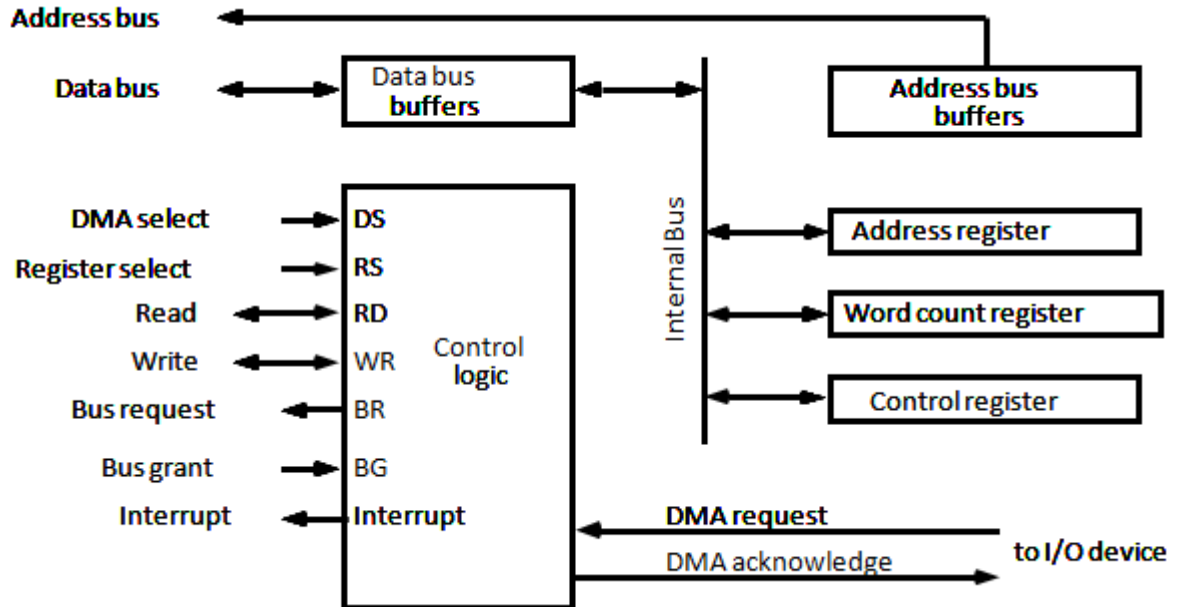 Address bus
Data bus
Data bus
buffers
Address bus
buffers
Internal Bus
DMA select
DS
Address register
Register select
RS
Read
RD
Word count register
Write
WR
Control
logic
Bus request
BR
Control register
Bus grant
BG
Interrupt
Interrupt
DMA request
to I/O device
DMA acknowledge